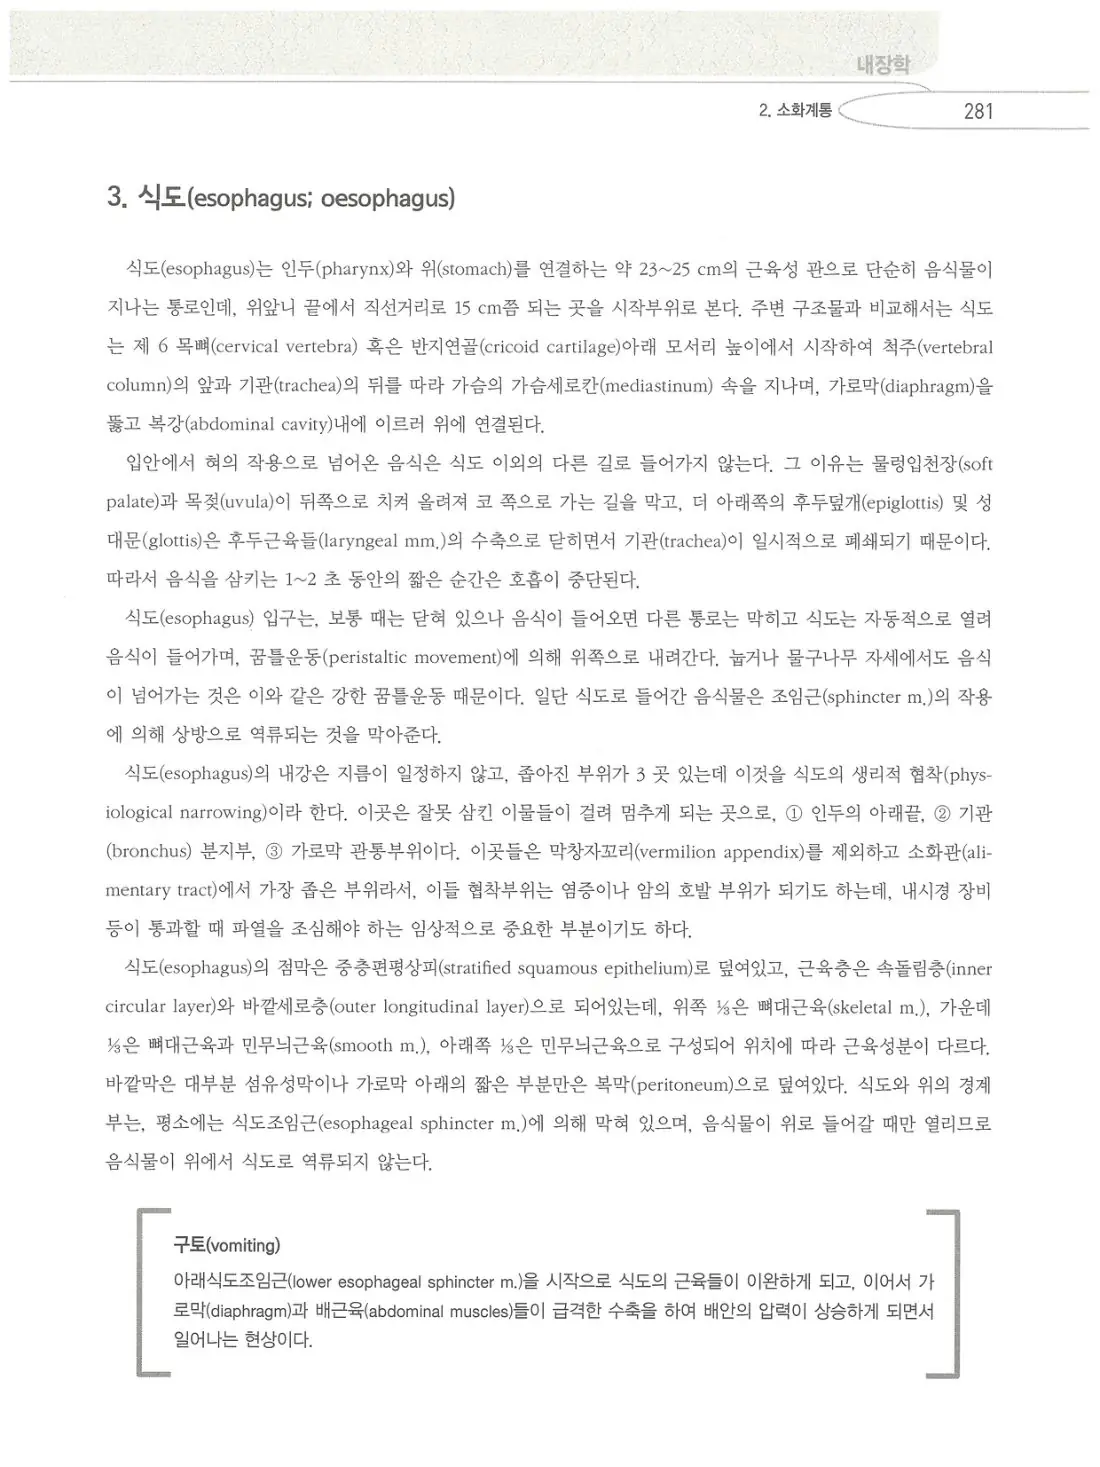 내장학
2. 소화계통
281
3. 식도(esophagus; oesophagus)
식도(esophagus)는 인두(pharynx)와 위(stomach)를 연결하는 약 23~25 cm의 근육성 관으로 단순히 음식물이
지나는 통로인데, 위앞니 끝에서 직선거리로 15 cm쯤 되는 곳을 시작부위로 본다. 주변 구조물과 비교해서는 식도
는 제 6 목뼈(cervical vertebra) 혹은 반지연골(cricoid cartilage)아래 모서리 높이에서 시작하여 척주(vertebral
column)의 앞과 기관(trachea)의 뒤를 따라 가슴의 가슴세로칸(mediastinum) 속을 지나며, 가로막(diaphragm)을
뚫고 복강(abdominal cavity)내에 이르러 위에 연결된다.
입안에서 혀의 작용으로 넘어온 음식은 식도 이외의 다른 길로 들어가지 않는다. 그 이유는 물렁입천장(soft
palate)과 목젖(uvula)이 뒤쪽으로 치켜 올려져 코 쪽으로 가는 길을 막고, 더 아래쪽의 후두덮개(epiglottis) 및 성
대문(glottis)은 후두근육들(laryngeal mm.)의 수축으로 닫히면서 기관(trachea)이 일시적으로 폐쇄되기 때문이다.
따라서 음식을 삼키는 1~2 초 동안의 짧은 순간은 호흡이 중단된다.
식도(esophagus) 입구는, 보통 때는 닫혀 있으나 음식이 들어오면 다른 통로는 막히고 식도는 자동적으로 열려
음식이 들어가며, 꿈틀운동(peristaltic movement)에 의해 위쪽으로 내려간다. 눕거나 물구나무 자세에서도 음식
이 넘어가는 것은 이와 같은 강한 꿈틀운동 때문이다. 일단 식도로 들어간 음식물은 조임근(sphincter m.)의 작용
에 의해 상방으로 역류되는 것을 막아준다.
식도(esophagus)의 내강은 지름이 일정하지 않고, 좁아진 부위가 3 곳 있는데 이것을 식도의 생리적 협착(phys-
iological narrowing)이라 한다. 이곳은 잘못 삼킨 이물들이 걸려 멈추게 되는 곳으로, ① 인두의 아래끝, ② 기관
(bronchus) 분지부, ③ 가로막 관통부위이다. 이곳들은 막창자꼬리(vermilion appendix)를 제외하고 소화관(ali-
mentary tract)에서 가장 좁은 부위라서, 이들 협착부위는 염증이나 암의 호발 부위가 되기도 하는데, 내시경 장비
등이 통과할 때 파열을 조심해야 하는 임상적으로 중요한 부분이기도 하다.
식도(esophagus)의 점막은 중층편평상피(stratified squamous epithelium)로 덮여있고, 근육층은 속돌림층(inner
circular layer)와 바깥세로층(outer longitudinal layer)으로 되어있는데, 위쪽 ⅓은 뼈대근육(skeletal m.), 가운데
⅓은 뼈대근육과 민무늬근육(smooth m.), 아래쪽 ⅓은 민무늬근육으로 구성되어 위치에 따라 근육성분이 다르다.
바깥막은 대부분 섬유성막이나 가로막 아래의 짧은 부분만은 복막(peritoneum)으로 덮여있다. 식도와 위의 경계
부는, 평소에는 식도조임근(esophageal sphincter m.)에 의해 막혀 있으며, 음식물이 위로 들어갈 때만 열리므로
음식물이 위에서 식도로 역류되지 않는다.
구토(vomiting)
아래식도조임근(lower esophageal sphincter m.)을 시작으로 식도의 근육들이 이완하게 되고, 이어서 가
로막(diaphragm)과 배근육(abdominal muscles)들이 급격한 수축을 하여 배안의 압력이 상승하게 되면서
일어나는 현상이다.